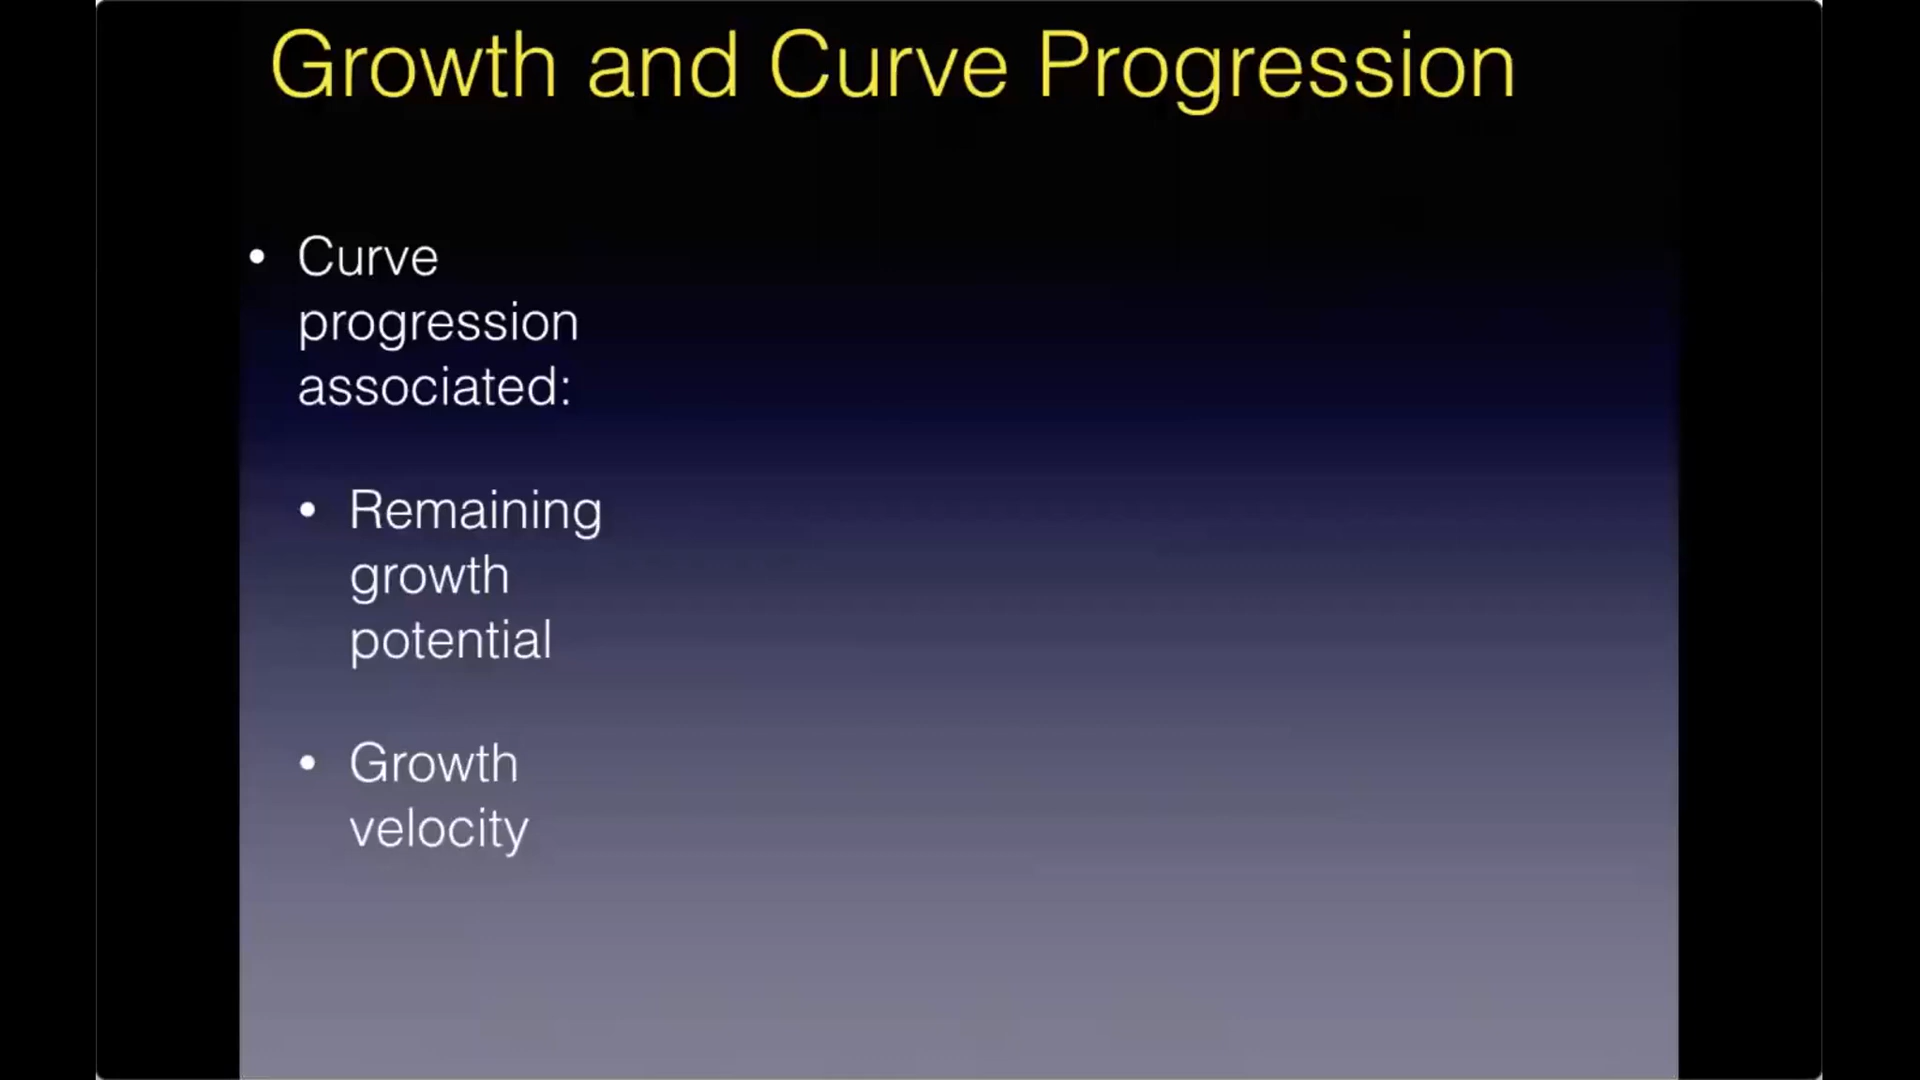 Growth and Curve Progression
• Curve
progression
associated:
• Remaining
growth
potential
• Growth
velocity